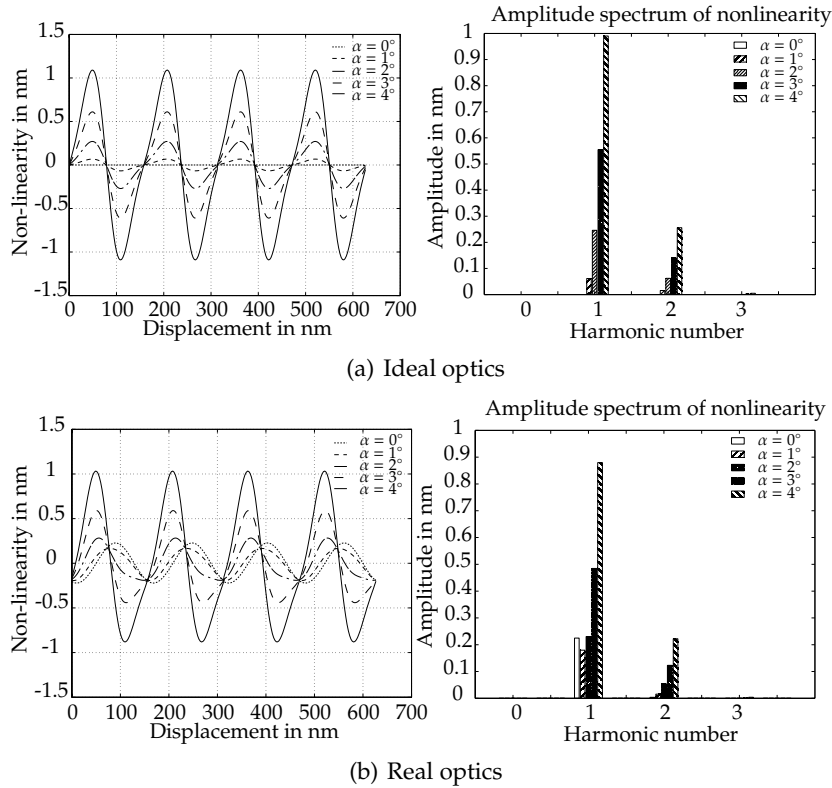 Non-linearity in nm
1.5
1
0.5
0
-0.5
-1
-1.5
0 100 200 300 400 500 600 700
Displacement in nm
α = 0°
α = 1°
α = 2°
α = 3°
α = 4°
Amplitude spectrum of nonlinearity
Amplitude in nm
1
0.9
0.8
0.7
0.6
0.5
0.4
0.3
0.2
0.1
0
0 1 2 3
Harmonic number
α = 0°
α = 1°
α = 2°
α = 3°
α = 4°
(a) Ideal optics
Non-linearity in nm
1.5
1
0.5
0
-0.5
-1
-1.5
0 100 200 300 400 500 600 700
Displacement in nm
α = 0°
α = 1°
α = 2°
α = 3°
α = 4°
Amplitude spectrum of nonlinearity
Amplitude in nm
1
0.9
0.8
0.7
0.6
0.5
0.4
0.3
0.2
0.1
0
0 1 2 3
Harmonic number
α = 0°
α = 1°
α = 2°
α = 3°
α = 4°
(b) Real optics